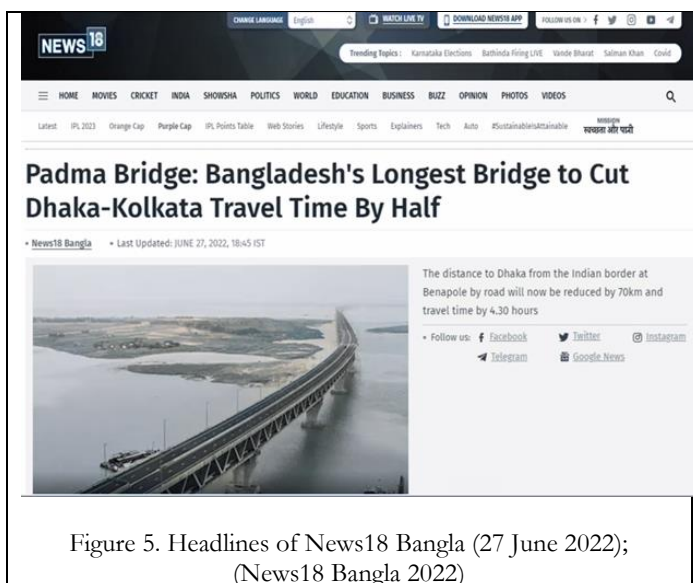 CHANGE LANGUAGE English WATCH LIVE TV DOWNLOAD NEWS18 APP FOLLOW US ON >
NEWS 18
Trending Topics : Karnataka Elections Bathinda Firing LIVE Vande Bharat Salman Khan Covid
HOME MOVIES CRICKET INDIA SHOWSHA POLITICS WORLD EDUCATION BUSINESS BUZZ OPINION PHOTOS VIDEOS
Latest IPL 2023 Orange Cap Purple Cap IPL Points Table Web Stories Lifestyle Sports Explainers Tech Auto #SustainableIsAttainable MISSION
स्वच्छता और पानी
Padma Bridge: Bangladesh's Longest Bridge to Cut
Dhaka-Kolkata Travel Time By Half
• News18 Bangla • Last Updated: JUNE 27, 2022, 18:45 IST
The distance to Dhaka from the Indian border at
Benapole by road will now be reduced by 70km and
travel time by 4.30 hours
• Follow us: Facebook Twitter Instagram
Telegram Google News
Figure 5. Headlines of News18 Bangla (27 June 2022);
(News18 Bangla 2022)